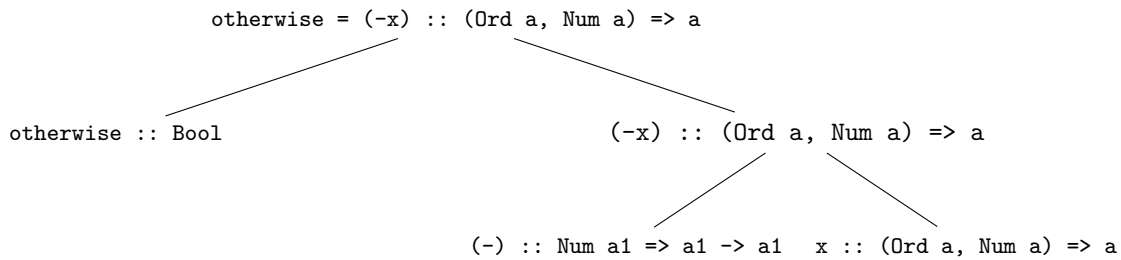 otherwise = (-x) :: (Ord a, Num a) => a
otherwise :: Bool
(-x) :: (Ord a, Num a) => a
(-) :: Num a1 => a1 -> a1
x :: (Ord a, Num a) => a